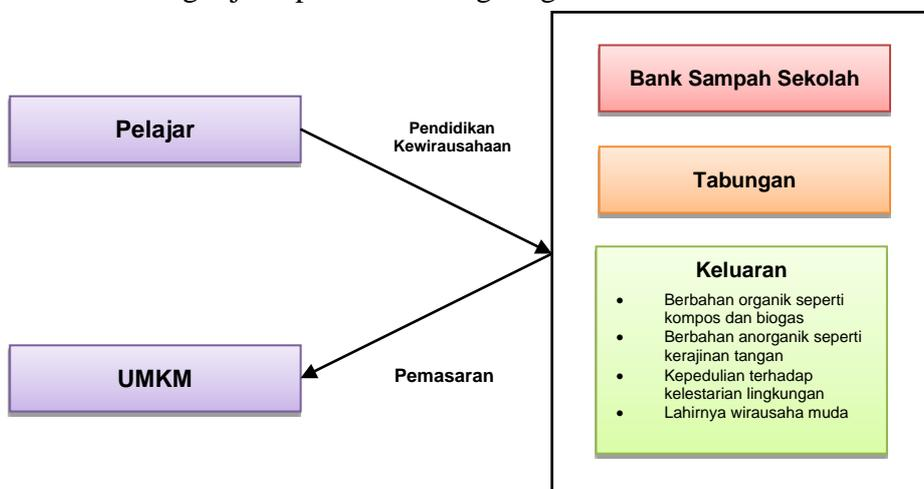 Bank Sampah Sekolah
Pelajar
Pendidikan
Kewirausahaan
Tabungan
Keluaran
• Berbahan organik seperti
kompos dan biogas
• Berbahan anorganik seperti
kerajinan tangan
• Kepedulian terhadap
kelestarian lingkungan
• Lahirnya wirausaha muda
UMKM
Pemasaran